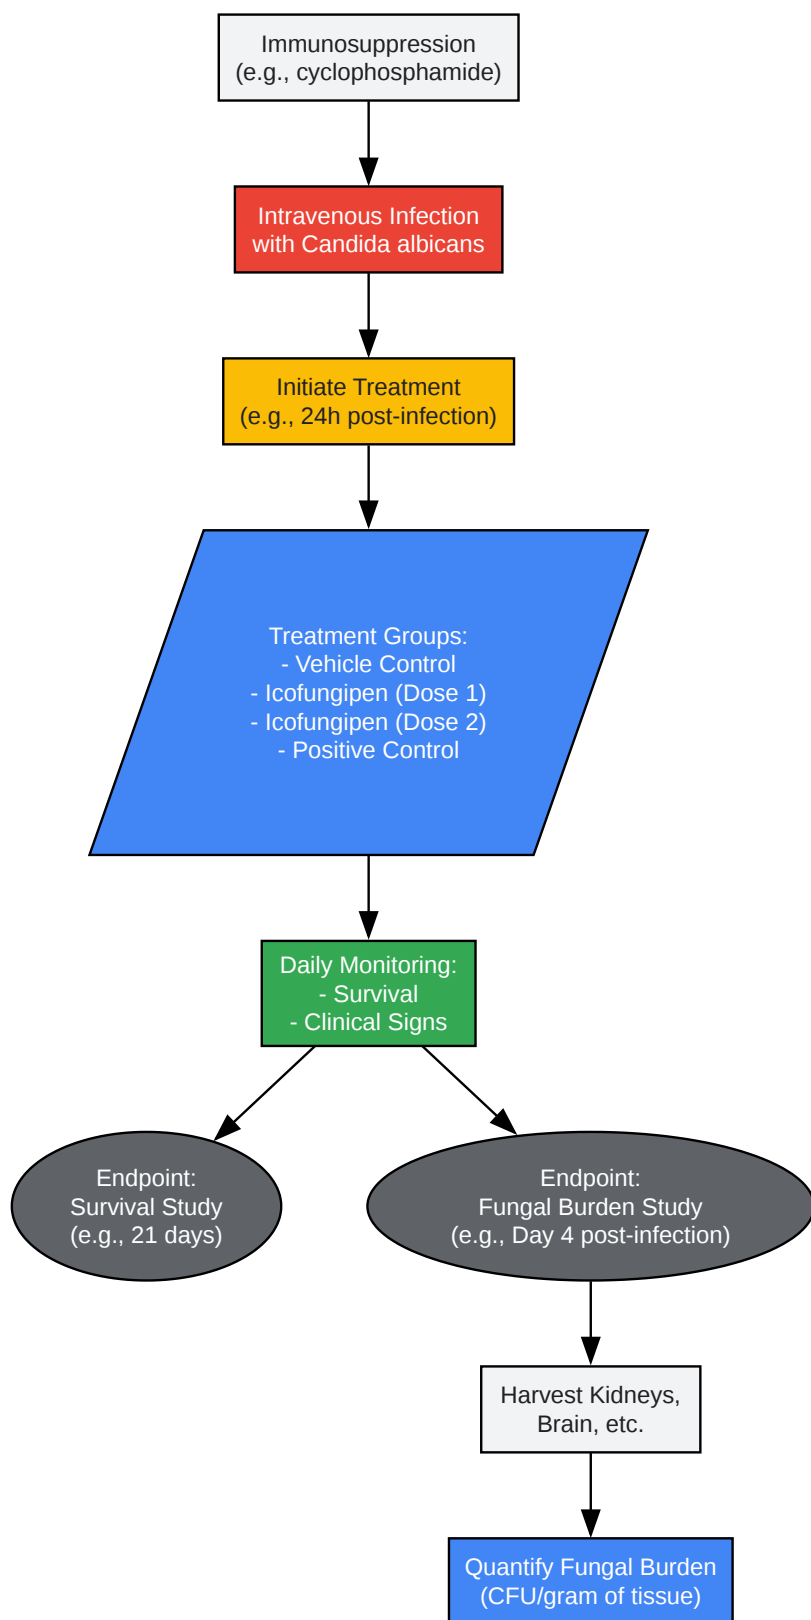 Immunosuppression
(e.g., cyclophosphamide)
Intravenous Infection
with Candida albicans
Initiate Treatment
(e.g., 24h post-infection)
Treatment Groups:
- Vehicle Control
- Icofungipen (Dose 1)
- Icofungipen (Dose 2)
- Positive Control
Daily Monitoring:
- Survival
- Clinical Signs
Endpoint:
Survival Study
(e.g., 21 days)
Endpoint:
Fungal Burden Study
(e.g., Day 4 post-infection)
Harvest Kidneys,
Brain, etc.
Quantify Fungal Burden
(CFU/gram of tissue)